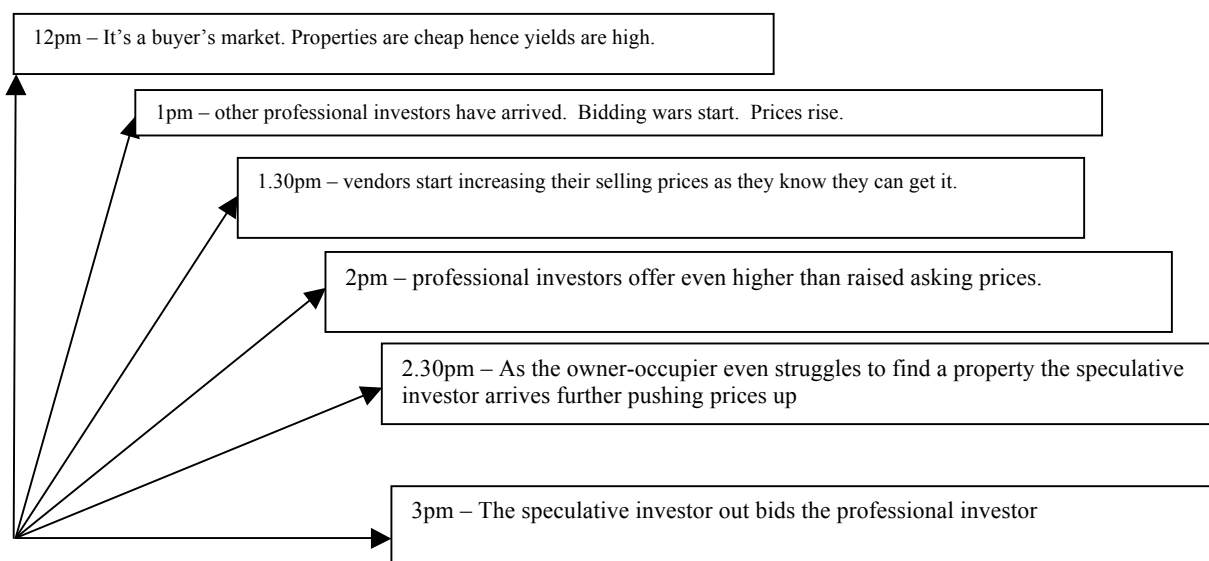 12pm – It’s a buyer’s market. Properties are cheap hence yields are high.
1pm – other professional investors have arrived.  Bidding wars start.  Prices rise.
1.30pm – vendors start increasing their selling prices as they know they can get it.
2pm – professional investors offer even higher than raised asking prices.
2.30pm – As the owner-occupier even struggles to find a property the speculative
investor arrives further pushing prices up
3pm – The speculative investor out bids the professional investor